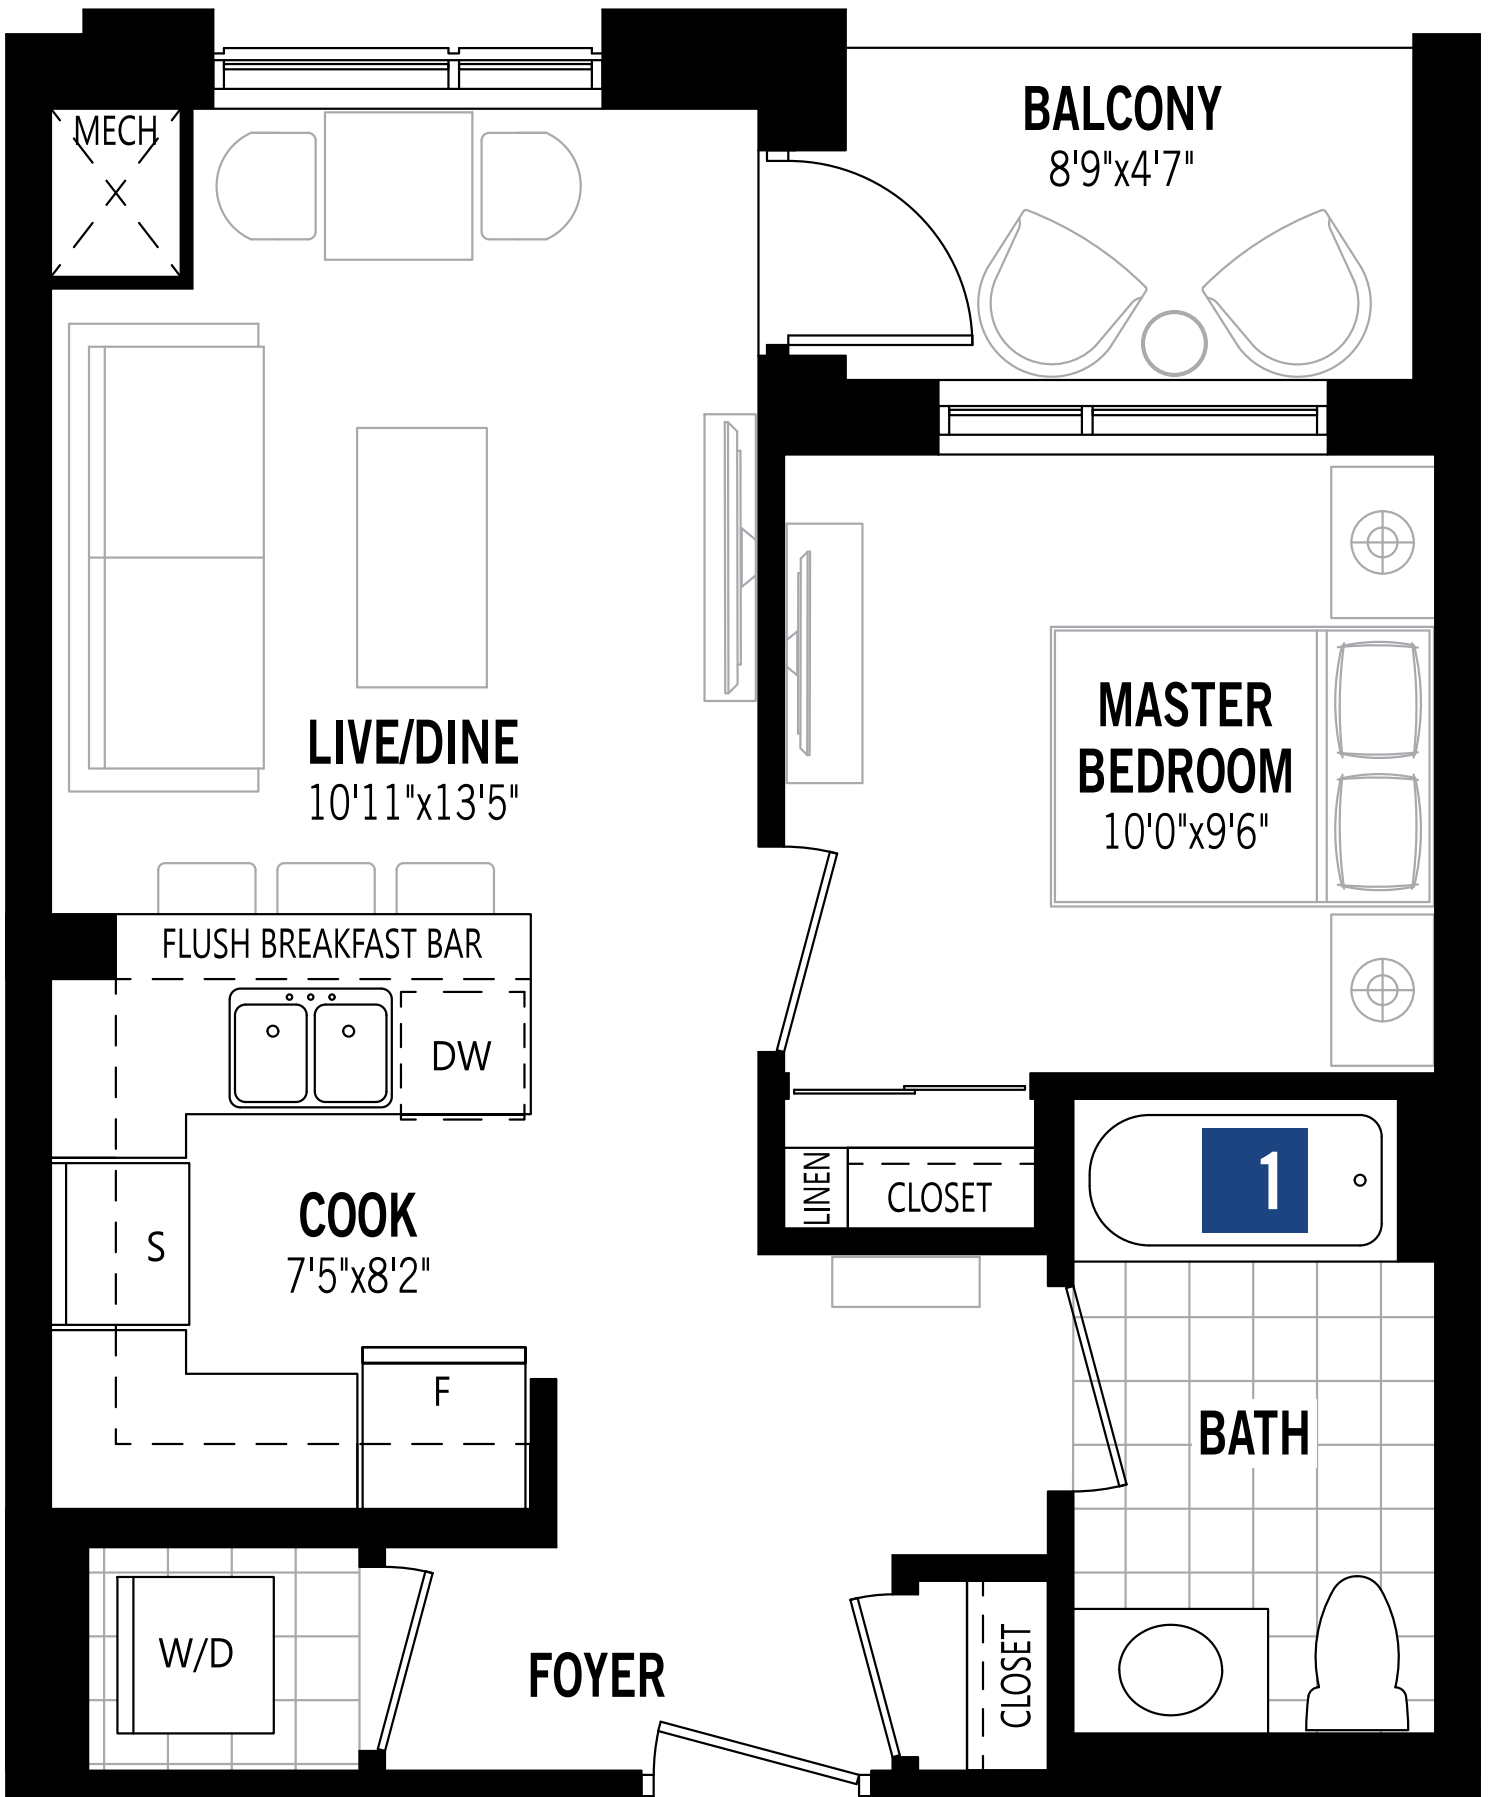 MECH
BALCONY
8'9"x4'7"
LIVE/DINE
10'11"x13'5"
MASTER
BEDROOM
10'0"x9'6"
FLUSH BREAKFAST BAR
DW
LINEN
CLOSET
1
COOK
7'5"x8'2"
S
F
BATH
W/D
FOYER
CLOSET